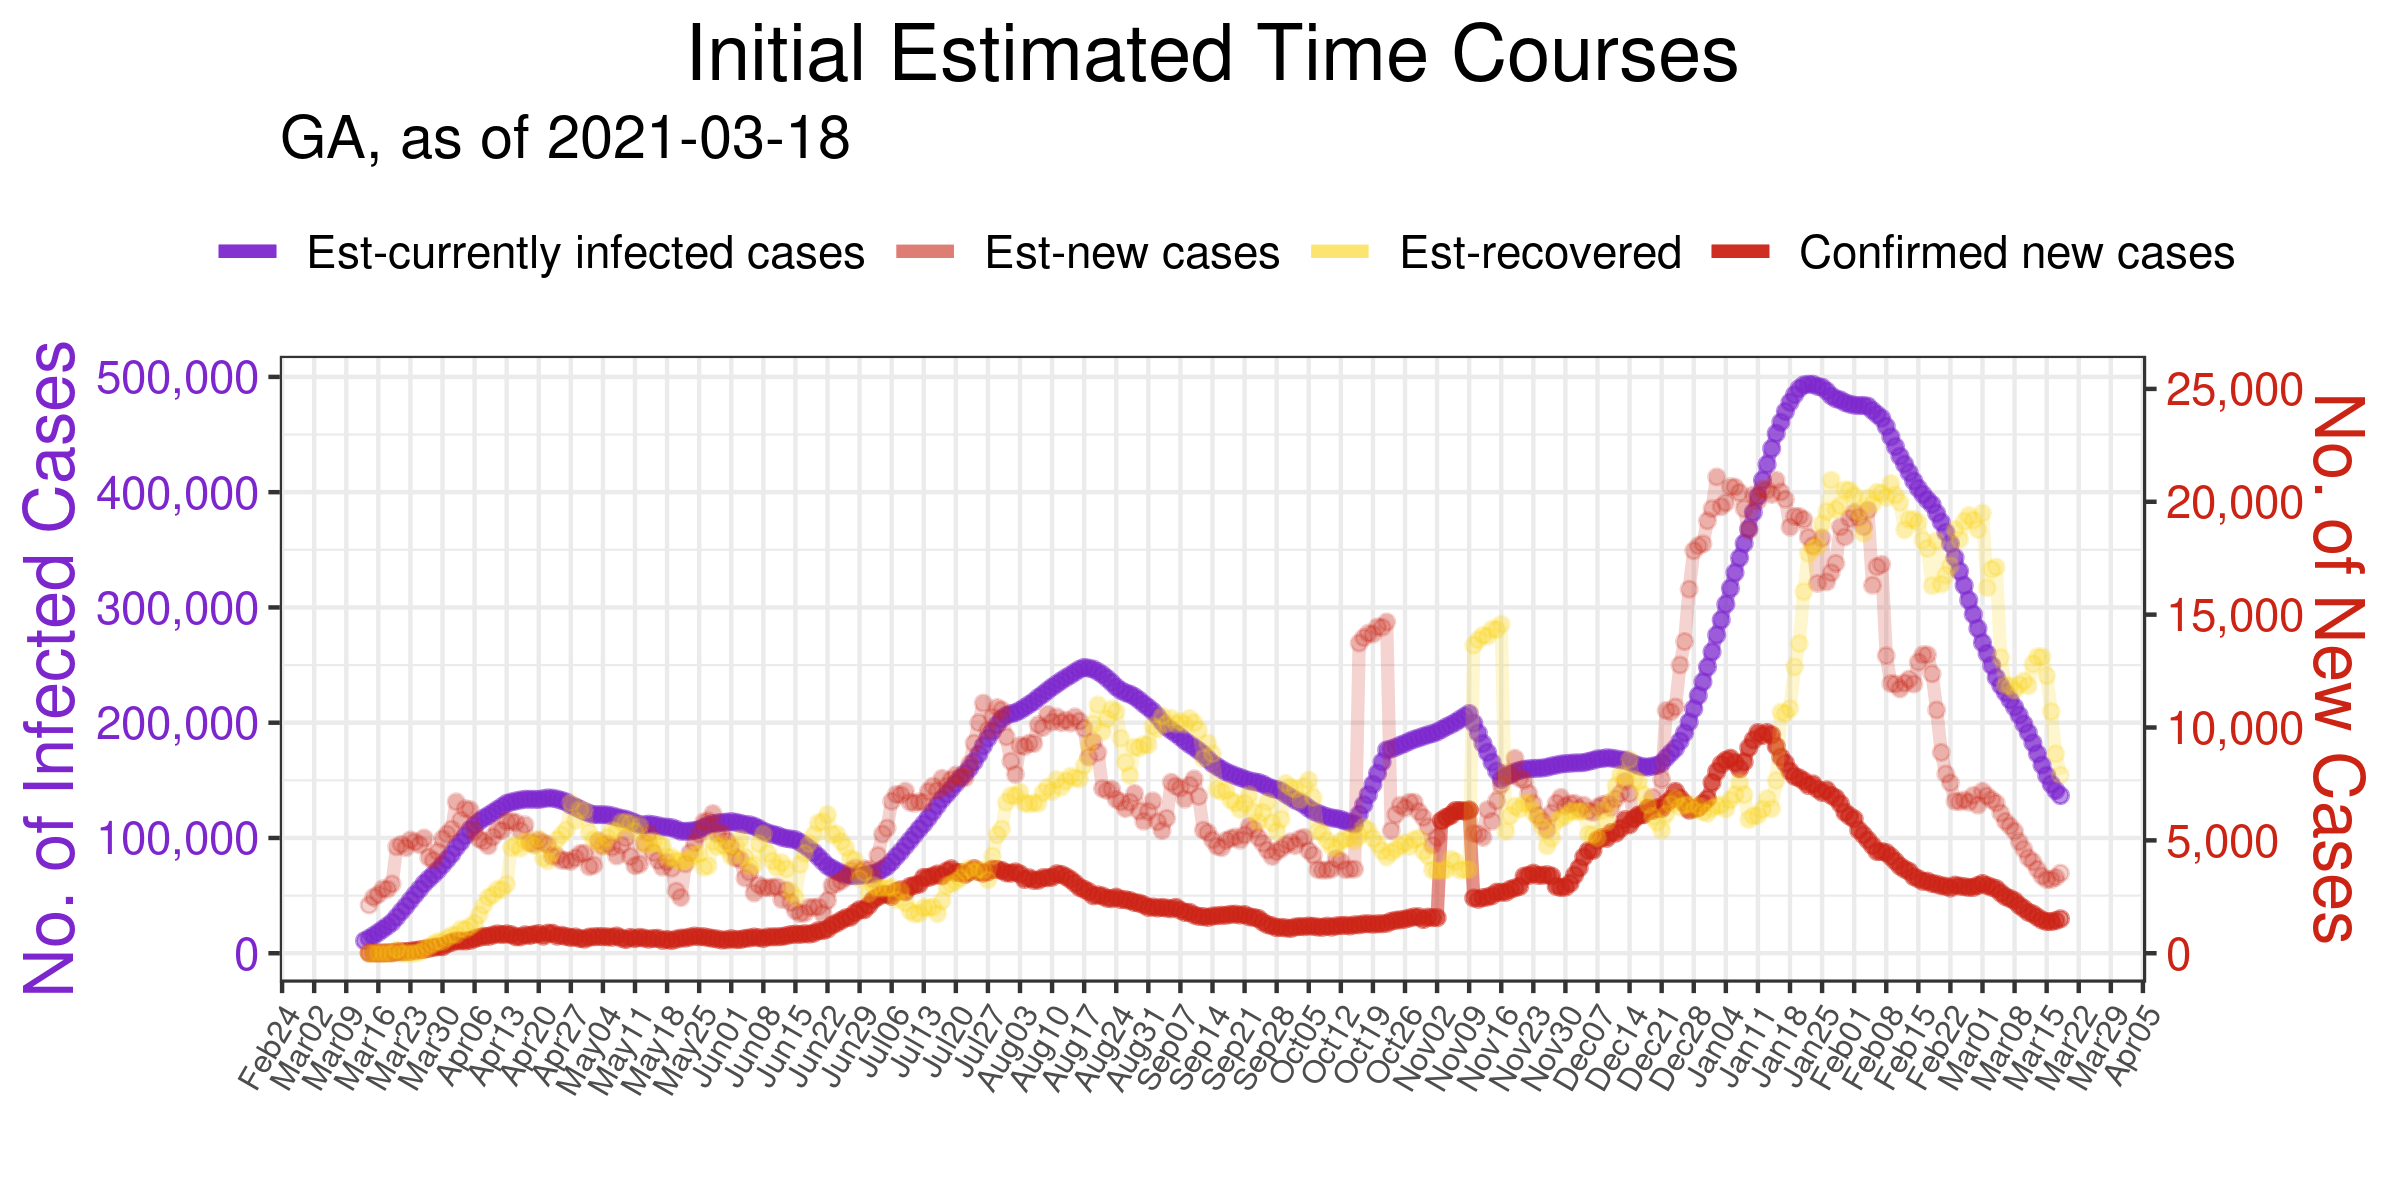 Initial Estimated Time Courses
GA, as of 2021-03-18
Est-currently infected cases Est-new cases Est-recovered Confirmed new cases
No. of Infected Cases
500,000
400,000
300,000
200,000
100,000
0
25,000
20,000
15,000
10,000
5,000
0
No. of New Cases
Feb24 Mar02 Mar09 Mar16 Mar23 Mar30 Apr06 Apr13 Apr20 Apr27 May04 May11 May18 May25 Jun01 Jun08 Jun15 Jun22 Jun29 Jul06 Jul13 Jul20 Jul27 Aug03 Aug10 Aug17 Aug24 Aug31 Sep07 Sep14 Sep21 Sep28 Oct05 Oct12 Oct19 Oct26 Nov02 Nov09 Nov16 Nov23 Nov30 Dec07 Dec14 Dec21 Dec28 Jan04 Jan11 Jan18 Jan25 Feb01 Feb08 Feb15 Feb22 Mar01 Mar08 Mar15 Mar22 Mar29 Apr05